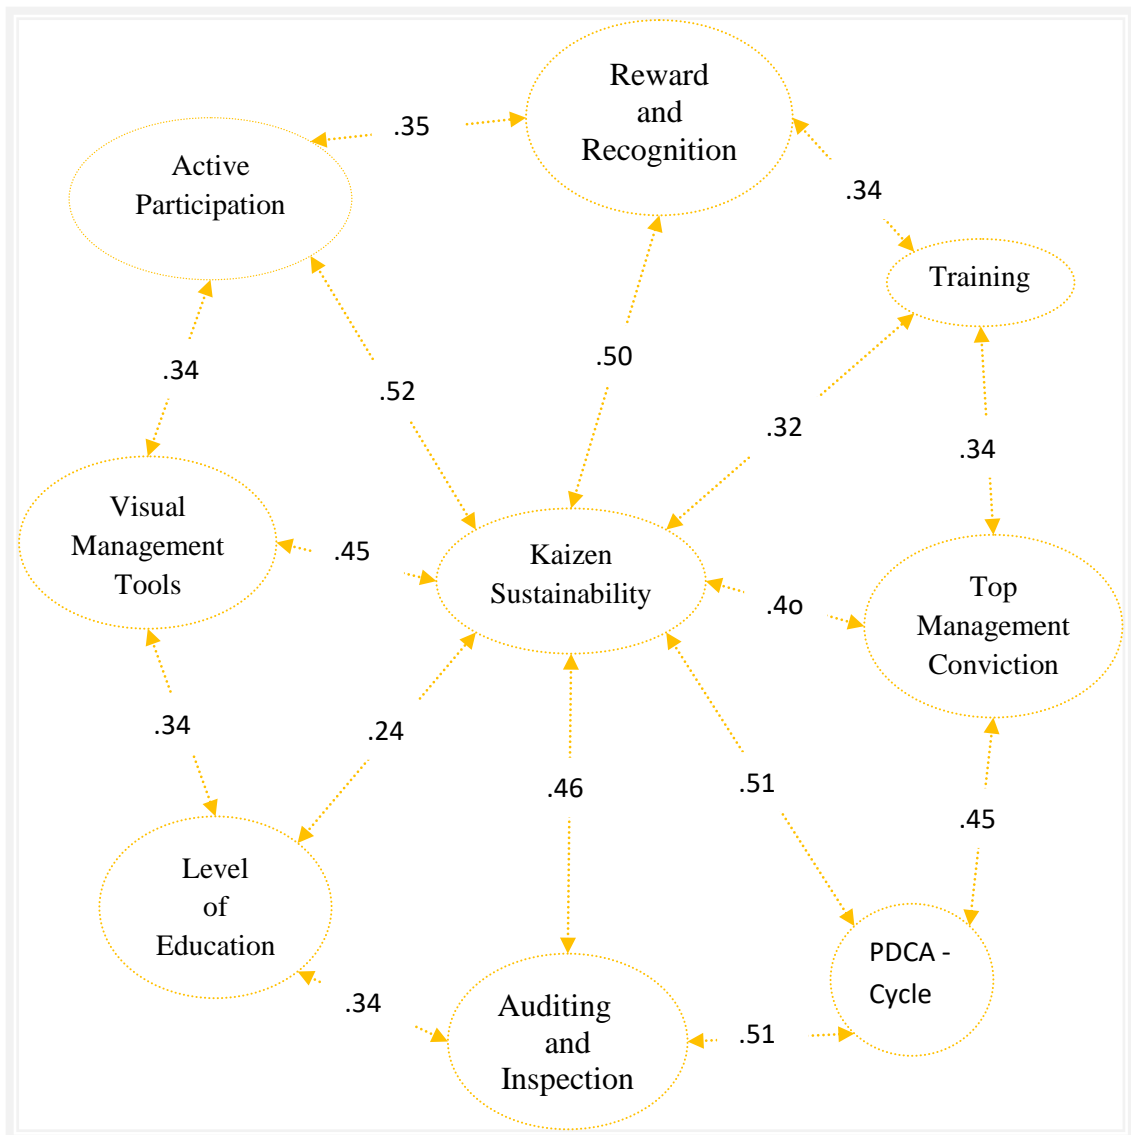 Reward
and
Recognition
.35
Active
Participation
.34
Training
.34
.50
.52
.32
.34
Visual
Management
Tools
.45
Kaizen
Sustainability
.4o
Top
Management
Conviction
.34
.24
.46
.51
.45
Level
of
Education
PDCA -
Cycle
.34
Auditing
and
Inspection
.51